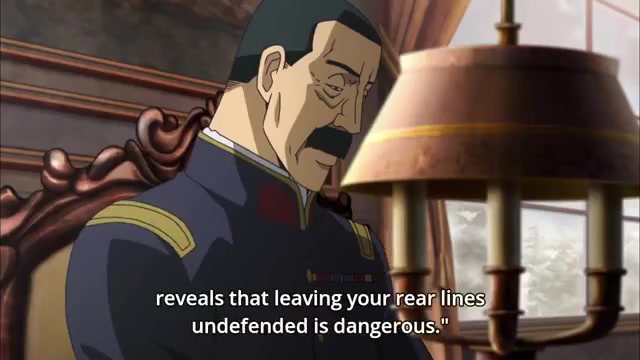 reveals that leaving your rear lines
undefended is dangerous."